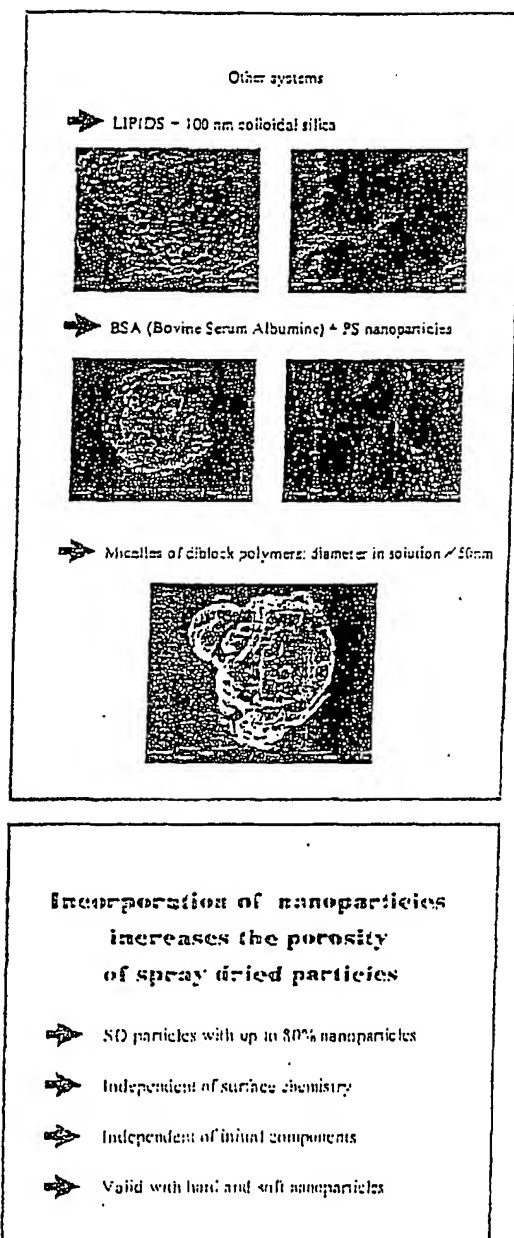 Other systems
LIPIDS - 100 nm colloidal silica
BSA (Bovine Serum Albumine) + PS nanoparticles
Micelles of diblock polymers: diameter in solution ~ 50nm
Incorporation of nanoparticles
increases the porosity
of spray dried particles
SD particles with up to 80% nanoparticles
Independent of surface chemistry
Independent of initial components
Valid with hard and soft nanoparticles